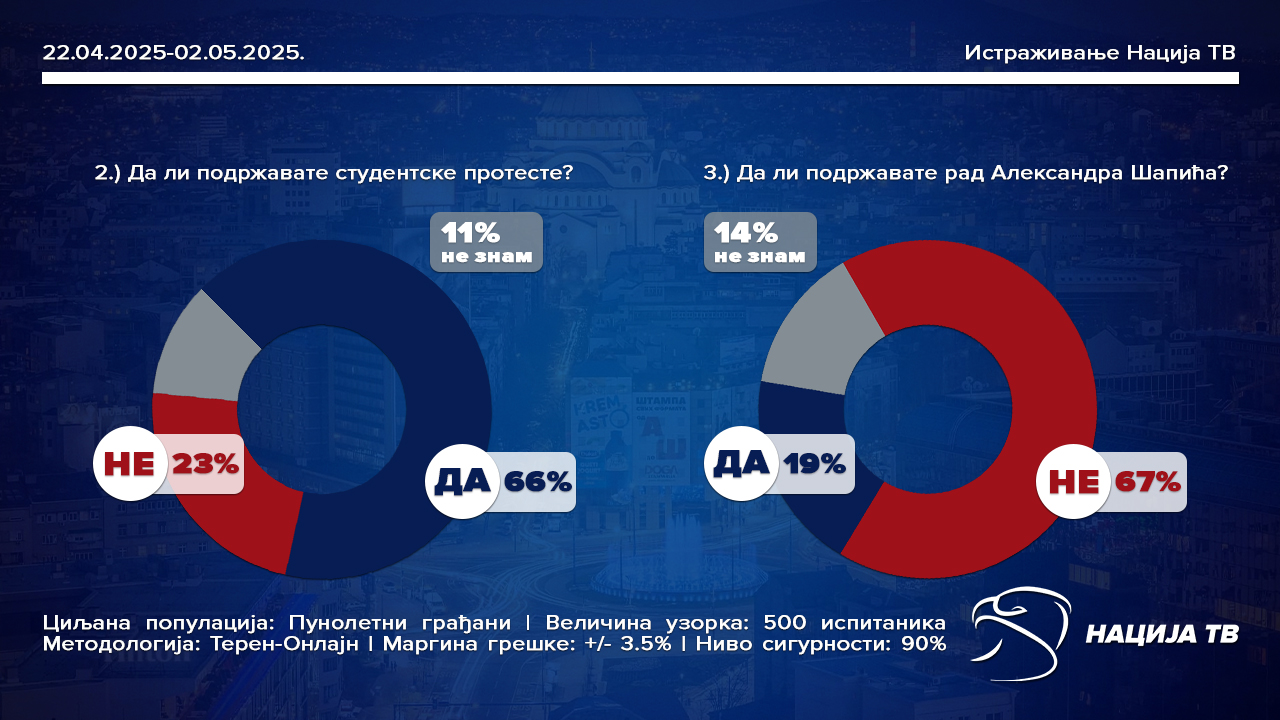 22.04.2025-02.05.2025.
Истраживање Нација ТВ
2.) Да ли подржавате студентске протесте?
11%
не знам
НЕ 23%
ДА 66%
3.) Да ли подржавате рад Александра Шапића?
14%
не знам
ДА 19%
НЕ 67%
KREM
ШТАМПА
Циљана популација: Пунолетни грађани | Величина узорка: 500 испитаника
Методологија: Терен-Онлајн | Маргина грешке: +/- 3.5% | Ниво сигурности: 90%
НАЦИЈА ТВ